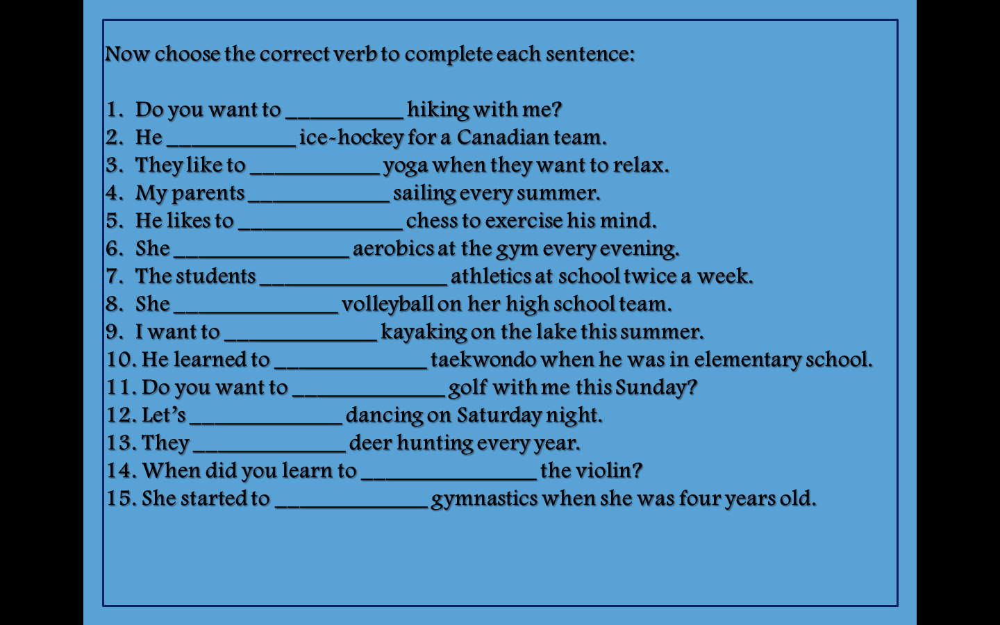 Now choose the correct verb to complete each sentence:
1. Do you want to __________ hiking with me?
2. He ___________ ice-hockey for a Canadian team.
3. They like to ___________ yoga when they want to relax.
4. My parents ____________ sailing every summer.
5. He likes to ______________ chess to exercise his mind.
6. She _______________ aerobics at the gym every evening.
7. The students ________________ athletics at school twice a week.
8. She ______________ volleyball on her high school team.
9. I want to _____________ kayaking on the lake this summer.
10. He learned to _____________ taekwondo when he was in elementary school.
11. Do you want to _____________ golf with me this Sunday?
12. Let’s _____________ dancing on Saturday night.
13. They _____________ deer hunting every year.
14. When did you learn to _______________ the violin?
15. She started to _____________ gymnastics when she was four years old.